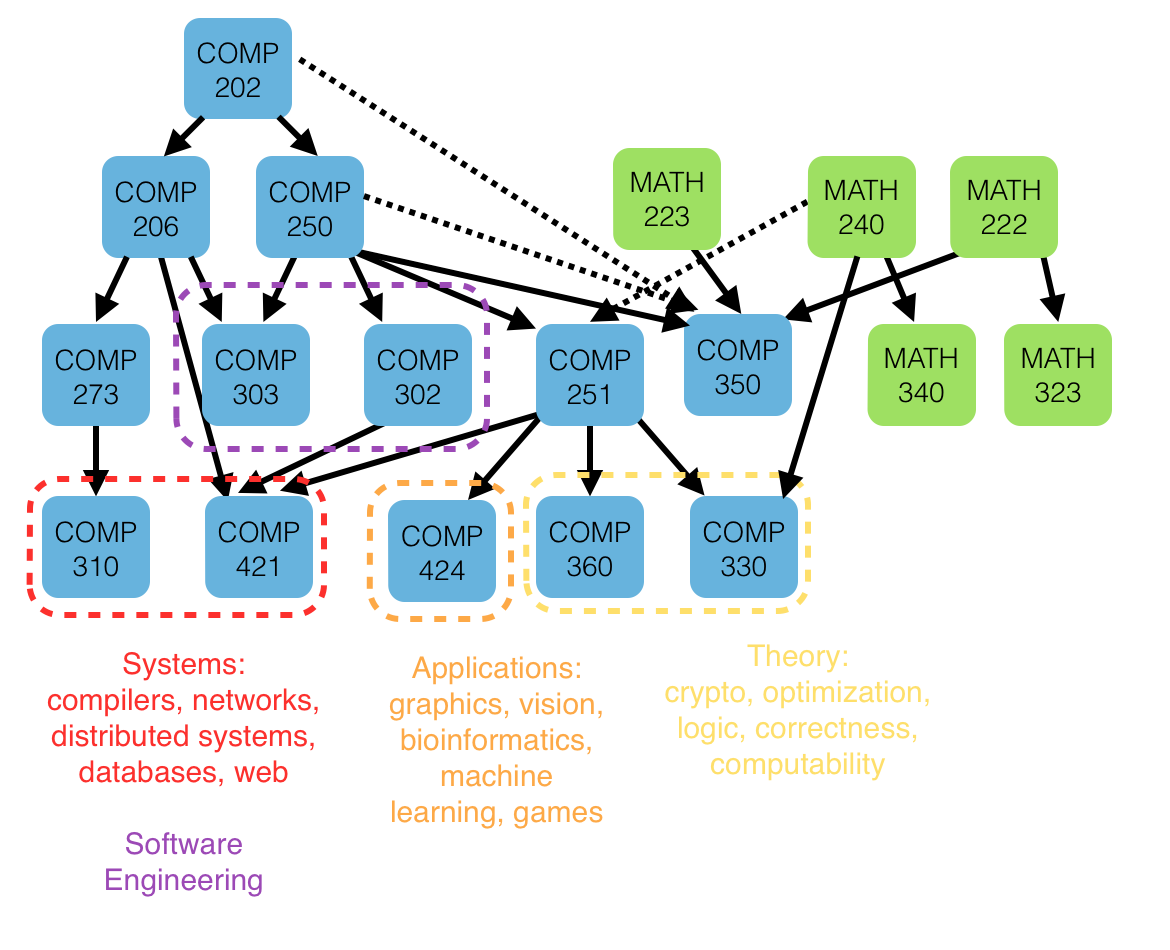 COMP
202
COMP
206
COMP
250
MATH
223
MATH
240
MATH
222
COMP
273
COMP
303
COMP
302
COMP
251
COMP
350
MATH
340
MATH
323
COMP
310
COMP
421
COMP
424
COMP
360
COMP
330
Systems:
compilers, networks,
distributed systems,
databases, web
Applications:
graphics, vision,
bioinformatics,
machine
learning, games
Theory:
crypto, optimization,
logic, correctness,
computability
Software
Engineering